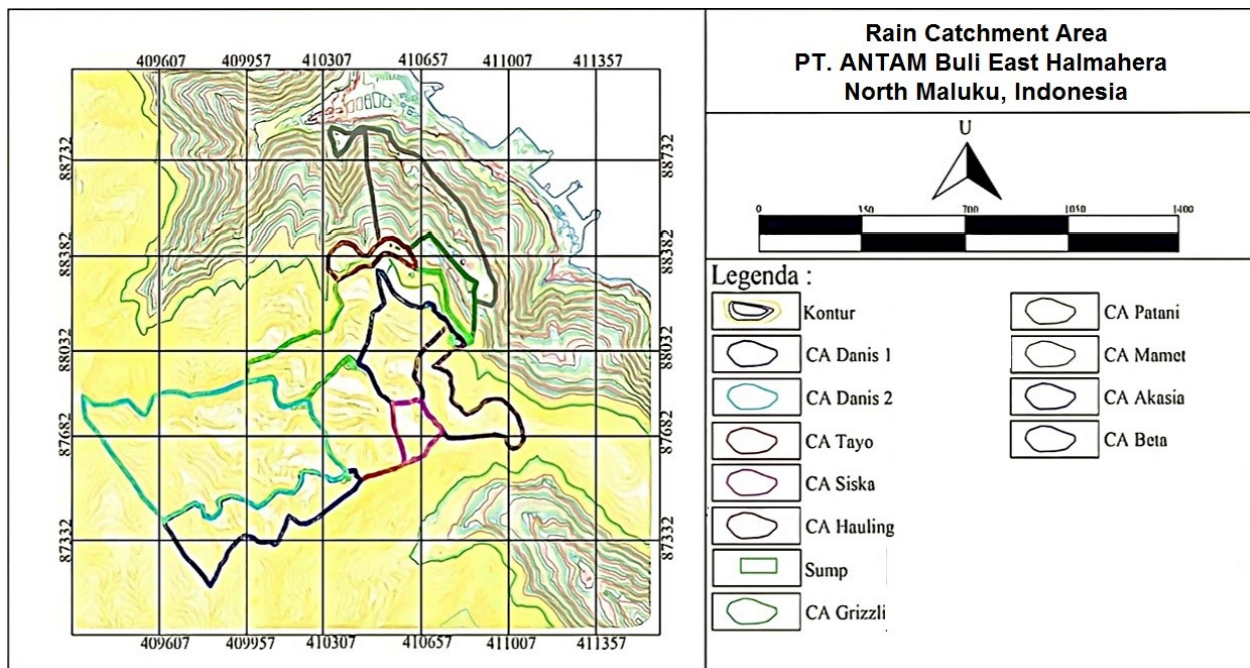 Rain Catchment Area
PT. ANTAM Buli East Halmahera
North Maluku, Indonesia
409607 409957 410307 410657 411007 411357
88732 88732
88382 88382
88032 88032
87682 87682
87332 87332
409607 409957 410307 410657 411007 411357
U
0 150 700 1050 1400
Legenda :
Kontur
CA Danis 1
CA Danis 2
CA Tayo
CA Siska
CA Hauling
Sump
CA Grizzli
CA Patani
CA Mamet
CA Akasia
CA Beta